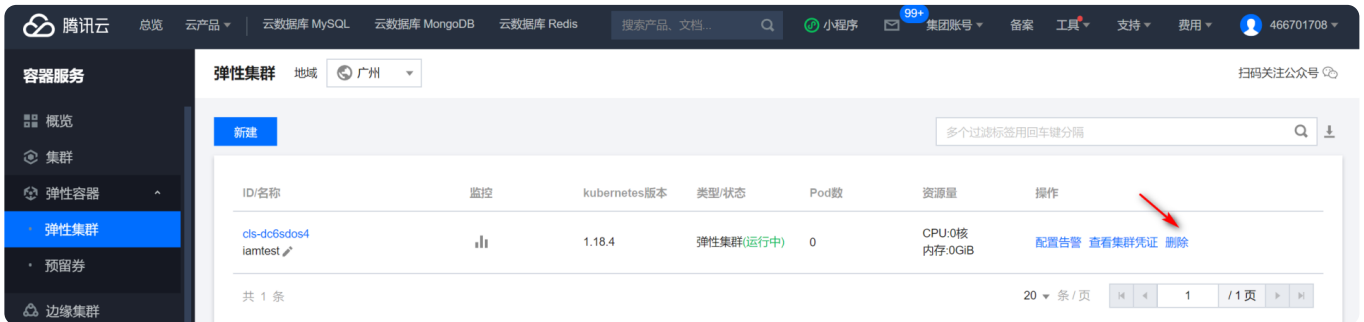 腾讯云 总览 云产品 云数据库 MySQL 云数据库 MongoDB 云数据库 Redis 搜索产品、文档... 小程序 99+ 集团账号 备案 工具 支持 费用 466701708
容器服务 弹性集群 地域 广州 扫码关注公众号
概览
新建 多个过滤标签用回车键分隔
集群
弹性容器
ID/名称 监控 kubernetes版本 类型/状态 Pod数 资源量 操作
弹性集群
cls-dc6sdos4
iamtest
1.18.4 弹性集群(运行中) 0
CPU:0核
内存:0GiB
配置告警 查看集群凭证 删除
预留券
共 1 条 20 条 / 页 1 / 1 页
边缘集群